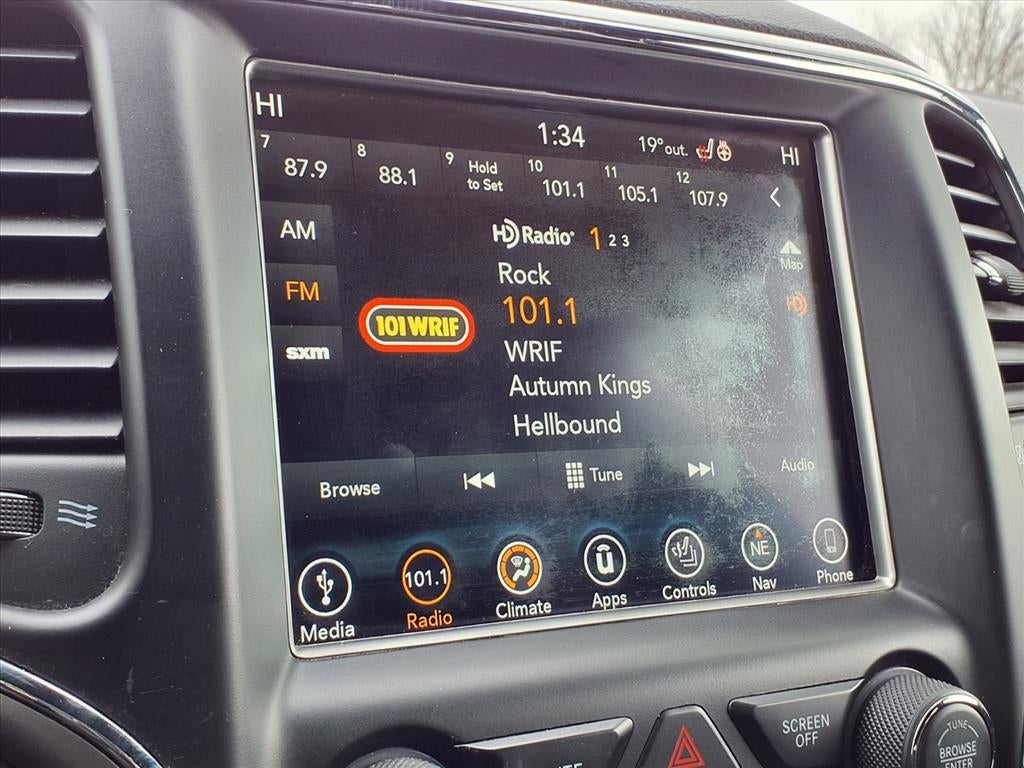 HI 1:34 19° out. HI
7 87.9 8 88.1 9 Hold to Set 10 101.1 11 105.1 12 107.9
AM
HD Radio 1 2 3
Map
Rock
FM
101.1
HD
101 WRIF
WRIF
sxm
Autumn Kings
Hellbound
Browse Tune Audio
101.1 u NE
Media Radio Climate Apps Controls Nav Phone
SCREEN
OFF
TUNE
BROWSE
ENTER